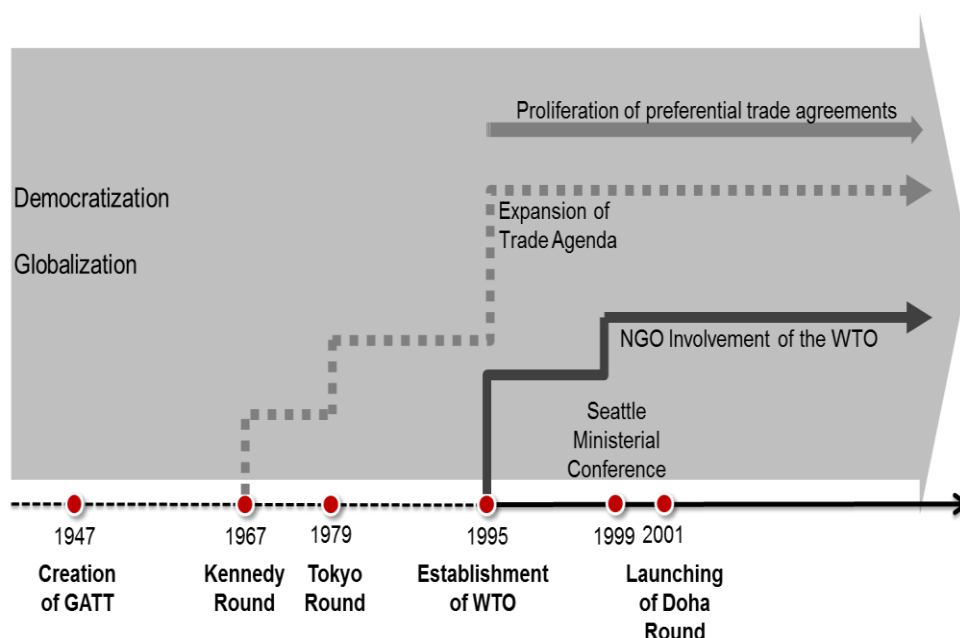 Proliferation of preferential trade agreements
Democratization
Expansion of
Trade Agenda
Globalization
NGO Involvement of the WTO
Seattle
Ministerial
Conference
1947
1967
1979
1995
1999
2001
Creation
of GATT
Kennedy
Round
Tokyo
Round
Establishment
of WTO
Launching
of Doha
Round